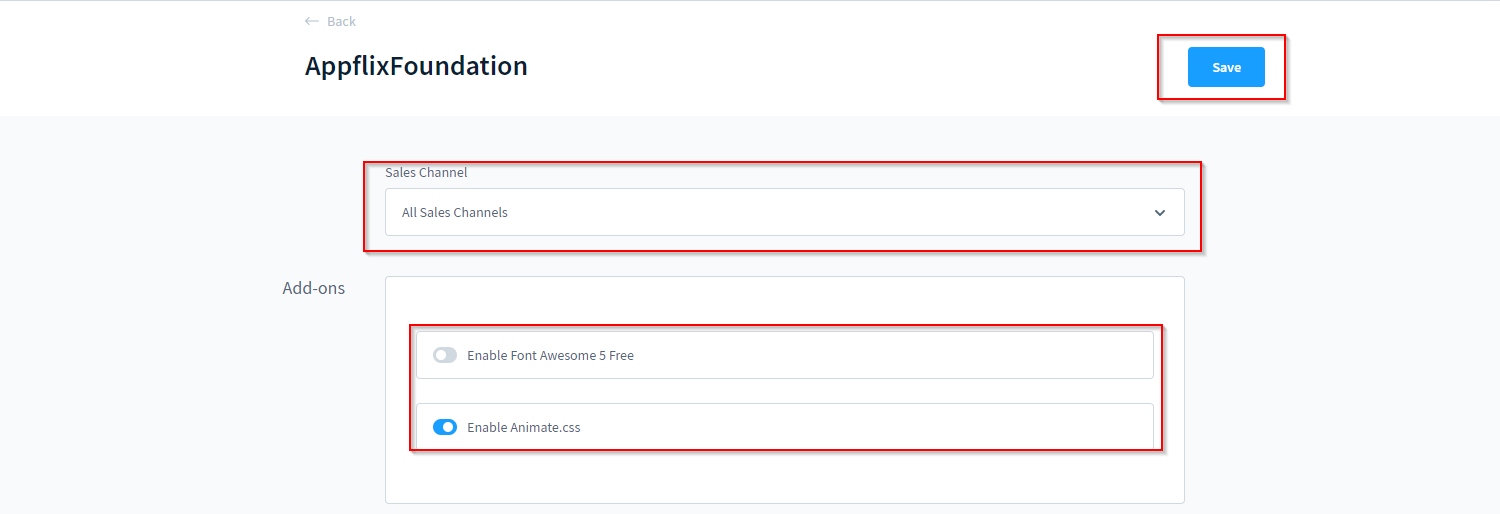 Back
AppflixFoundation
Save
Sales Channel
All Sales Channels
Add-ons
Enable Font Awesome 5 Free
Enable Animate.css